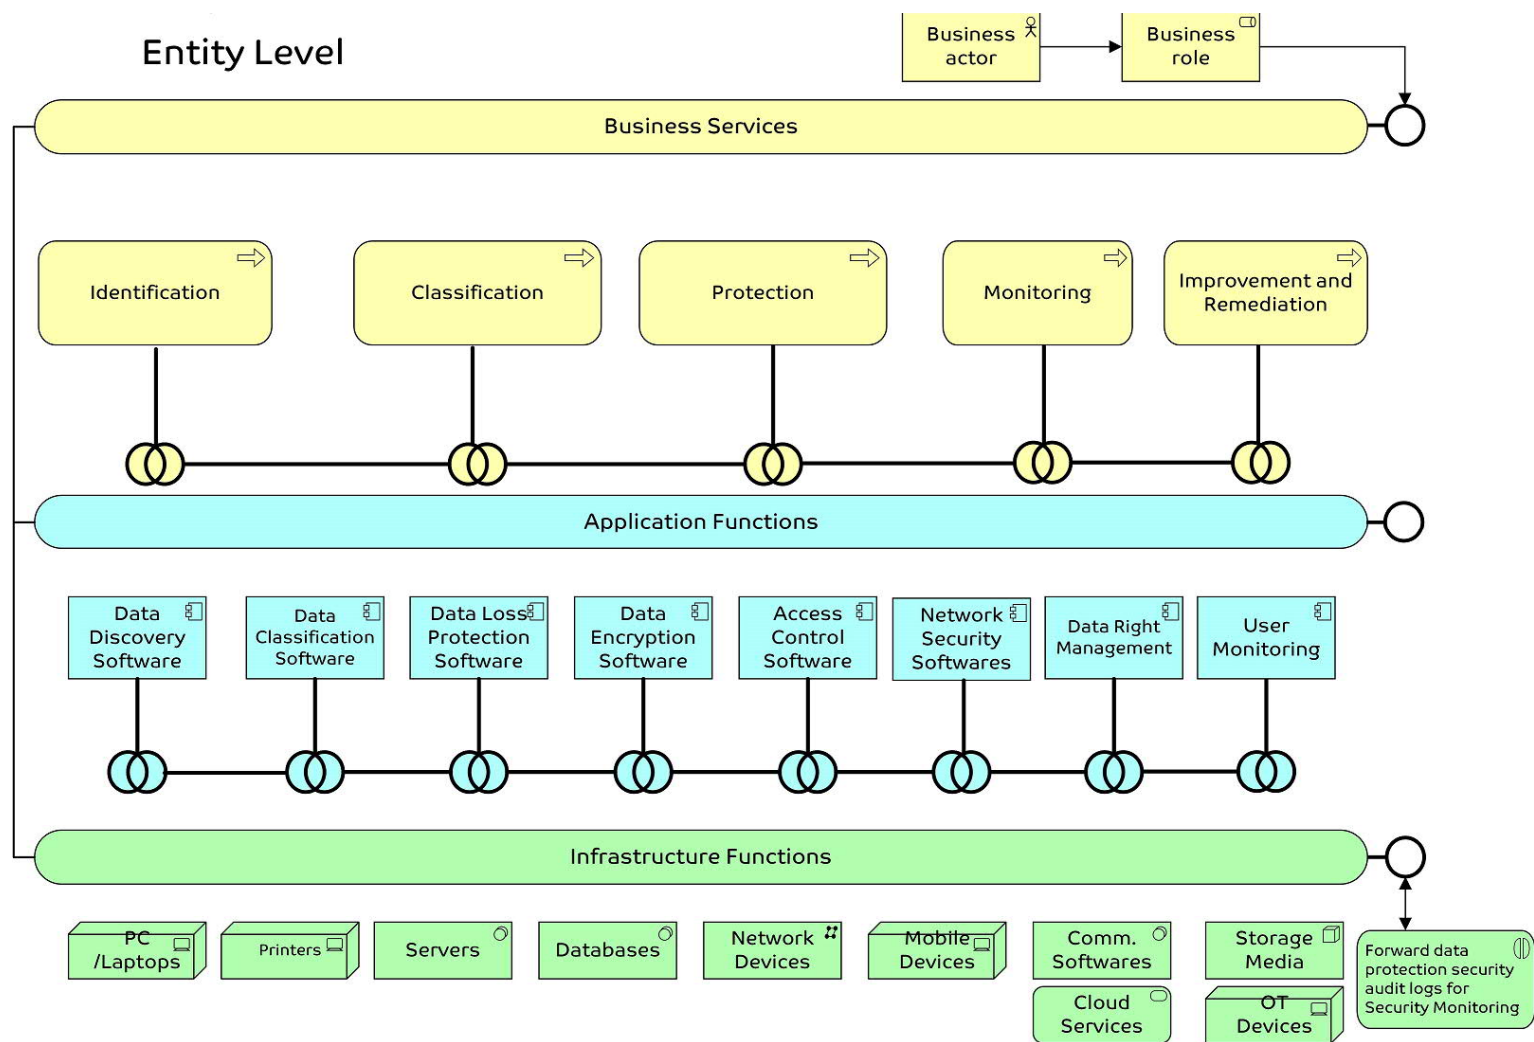 Entity Level
Business
actor
Business
role
Business Services
Identification
Classification
Protection
Monitoring
Improvement and
Remediation
Application Functions
Data
Discovery
Software
Data
Classification
Software
Data Loss
Protection
Software
Data
Encryption
Software
Access
Control
Software
Network
Security
Softwares
Data Right
Management
User
Monitoring
Infrastructure Functions
PC
/Laptops
Printers
Servers
Databases
Network
Devices
Mobile
Devices
Comm.
Softwares
Storage
Media
Forward data
protection security
audit logs for
Security Monitoring
Cloud
Services
OT
Devices